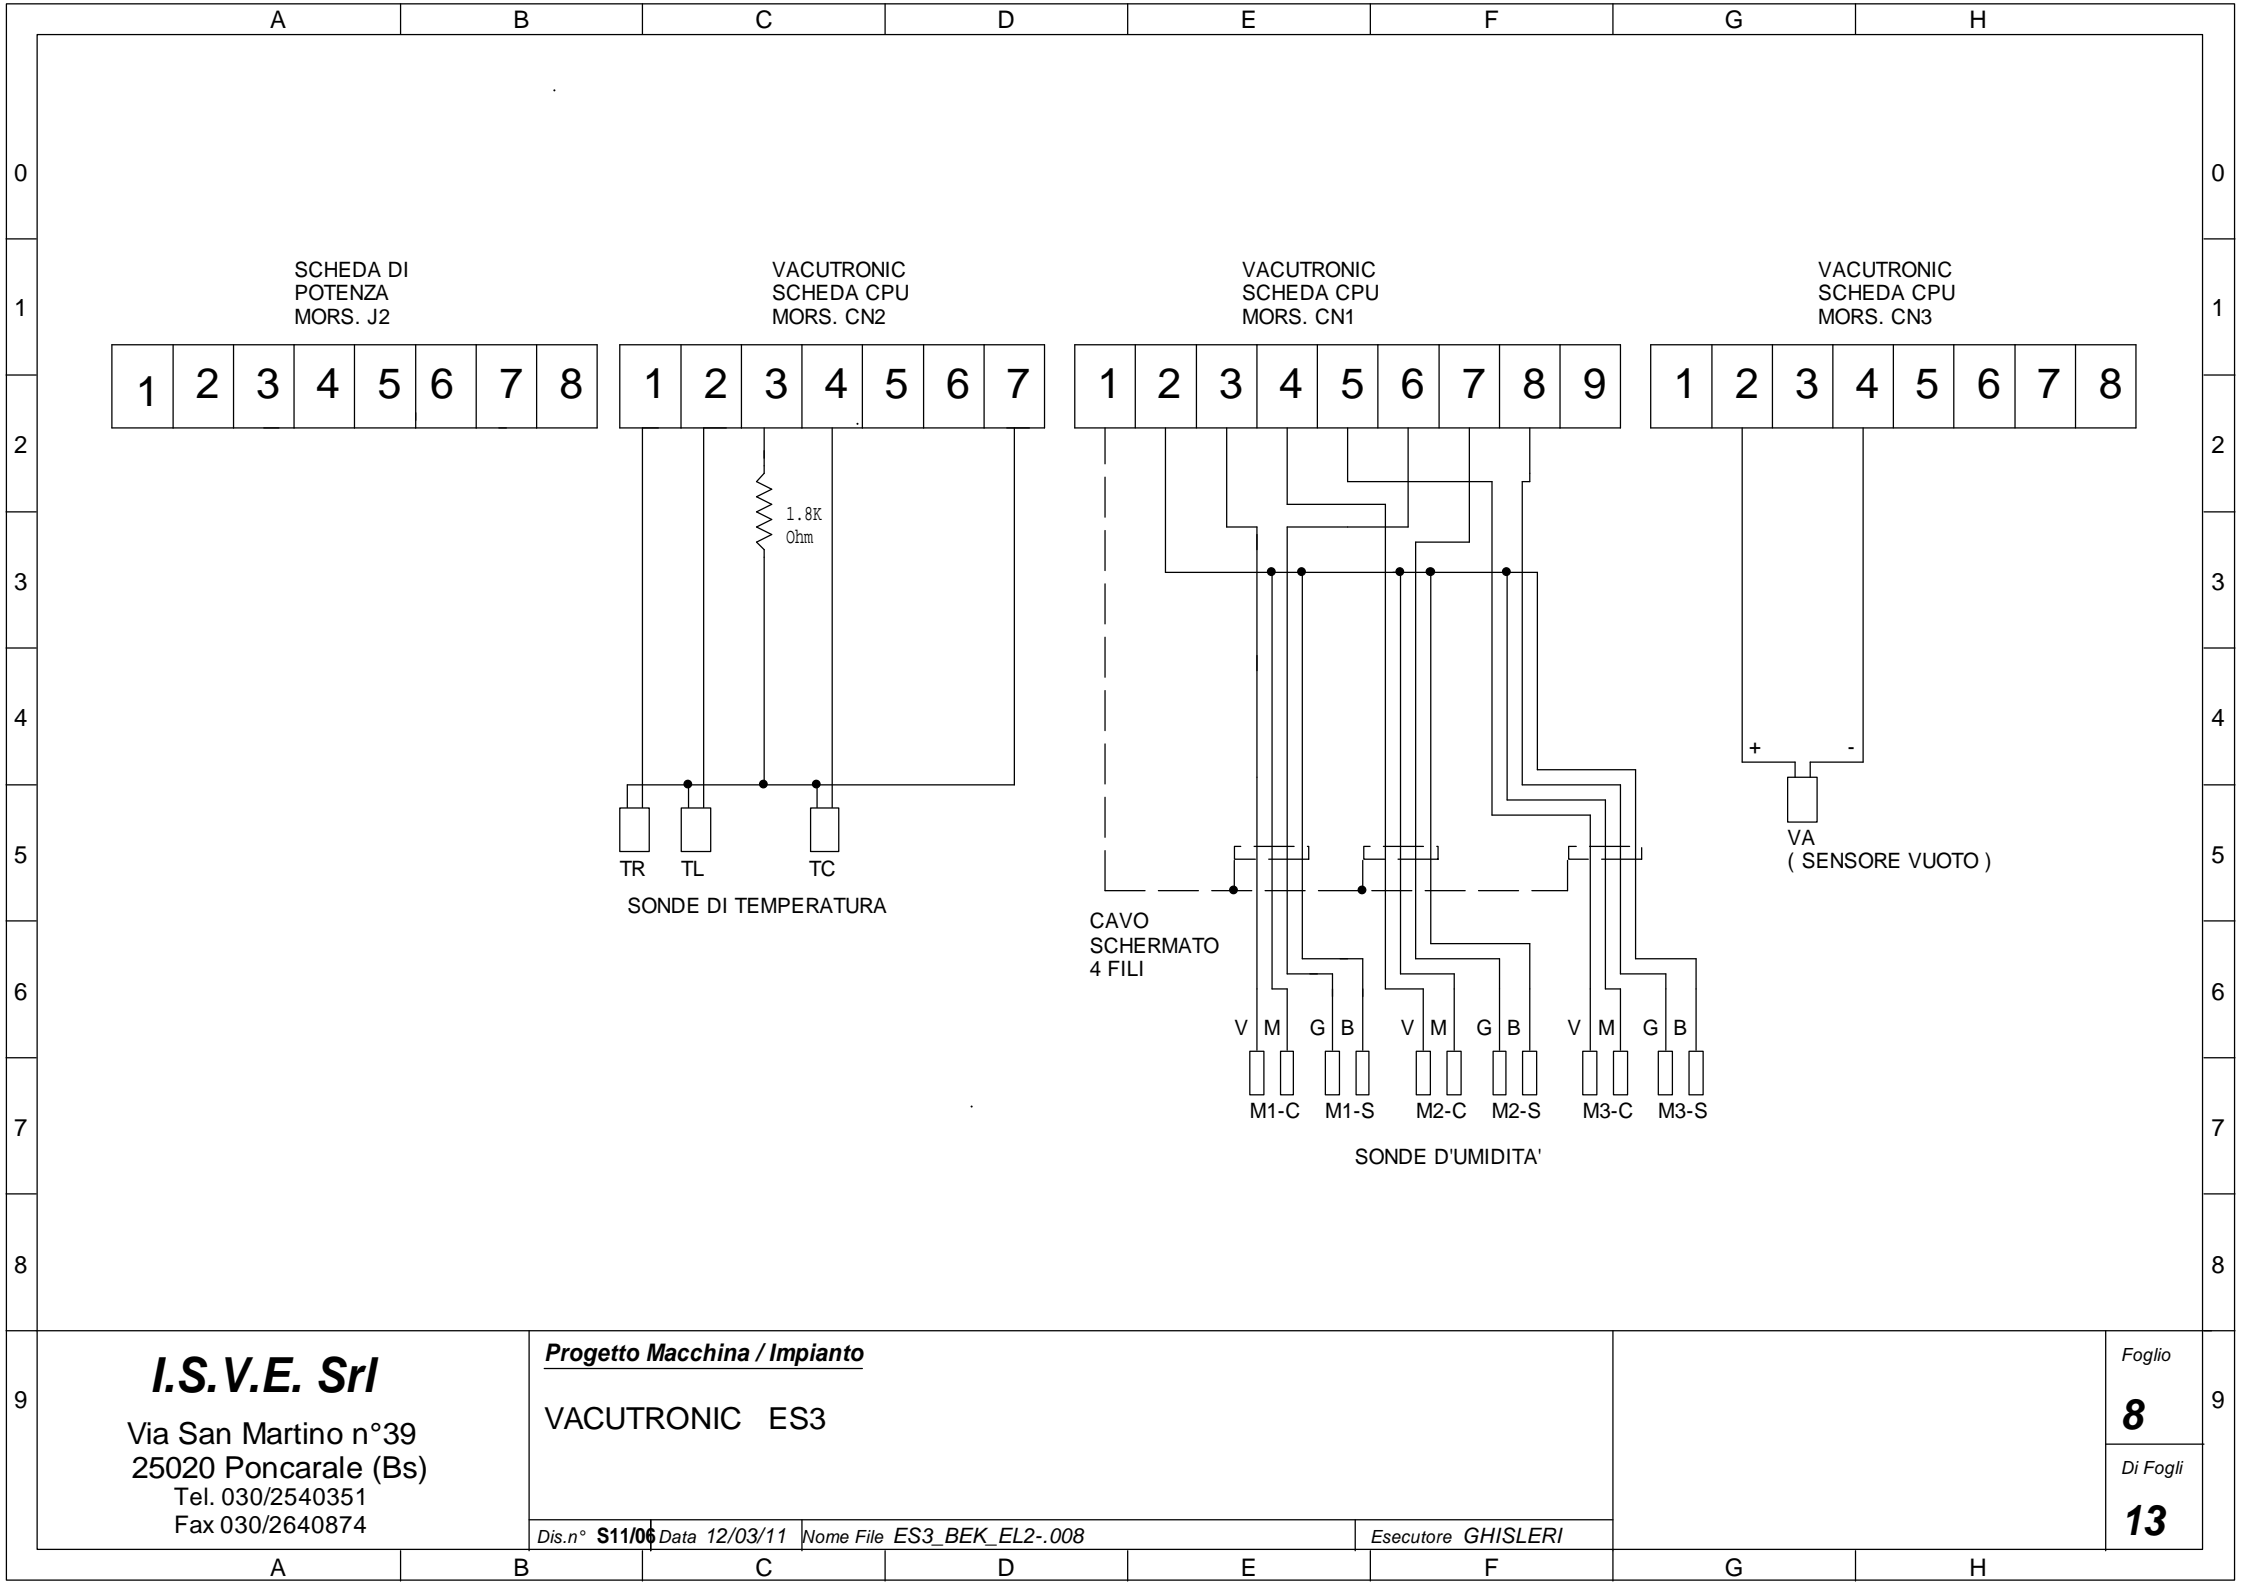 A B C D E F G H
0 0
SCHEDA DI
POTENZA
MORS. J2
VACUTRONIC
SCHEDA CPU
MORS. CN2
VACUTRONIC
SCHEDA CPU
MORS. CN1
VACUTRONIC
SCHEDA CPU
MORS. CN3
1 1
1 2 3 4 5 6 7 8
1 2 3 4 5 6 7
1 2 3 4 5 6 7 8 9
1 2 3 4 5 6 7 8
2 2
1.8K
Ohm
3 3
4 4
+ -
5 5
TR TL TC
SONDE DI TEMPERATURA
VA
( SENSORE VUOTO )
CAVO
SCHERMATO
4 FILI
6 6
V M G B V M G B V M G B
M1-C M1-S M2-C M2-S M3-C M3-S
7 7
SONDE D'UMIDITA'
8 8
9 9
I.S.V.E. Srl
Via San Martino n°39
25020 Poncarale (Bs)
Tel. 030/2540351
Fax 030/2640874
Progetto Macchina / Impianto
VACUTRONIC ES3
Dis.n° S11/06 Data 12/03/11 Nome File ES3_BEK_EL2-.008 Esecutore GHISLERI
Foglio
8
Di Fogli
13
A B C D E F G H